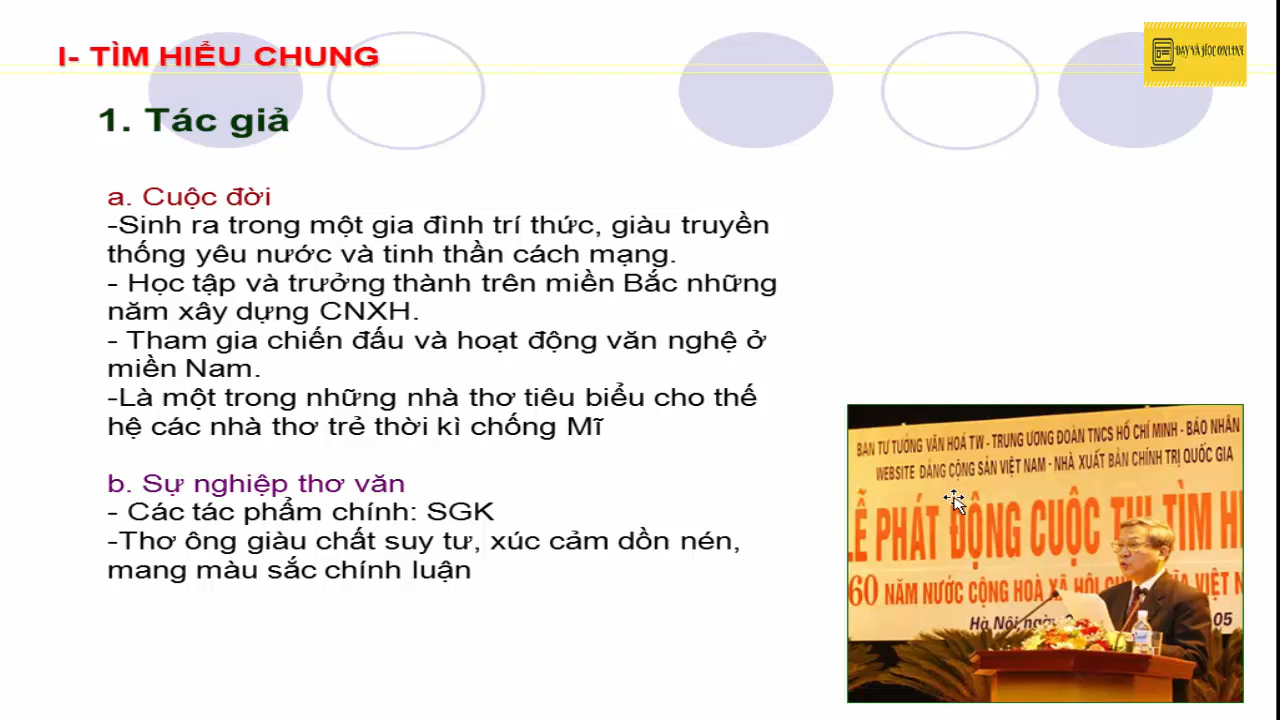 I- TÌM HIỂU CHUNG
DẠY VÀ HỌC ONLINE
1. Tác giả
a. Cuộc đời
-Sinh ra trong một gia đình trí thức, giàu truyền
thống yêu nước và tinh thần cách mạng.
- Học tập và trưởng thành trên miền Bắc những
năm xây dựng CNXH.
- Tham gia chiến đấu và hoạt động văn nghệ ở
miền Nam.
-Là một trong những nhà thơ tiêu biểu cho thế
hệ các nhà thơ trẻ thời kì chống Mĩ
b. Sự nghiệp thơ văn
- Các tác phẩm chính: SGK
-Thơ ông giàu chất suy tư, xúc cảm dồn nén,
mang màu sắc chính luận
BAN TƯ TƯỞNG VĂN HOÁ TW - TRUNG ƯƠNG ĐOÀN TNCS HỒ CHÍ MINH - BÁO NHÂN
WEBSITE ĐẢNG CỘNG SẢN VIỆT NAM - NHÀ XUẤT BẢN CHÍNH TRỊ QUỐC GIA
LỄ PHÁT ĐỘNG CUỘC THI TÌM H
60 NĂM NƯỚC CỘNG HOÀ XÃ HỘI VIỆT N
Hà Nội, ngày 05